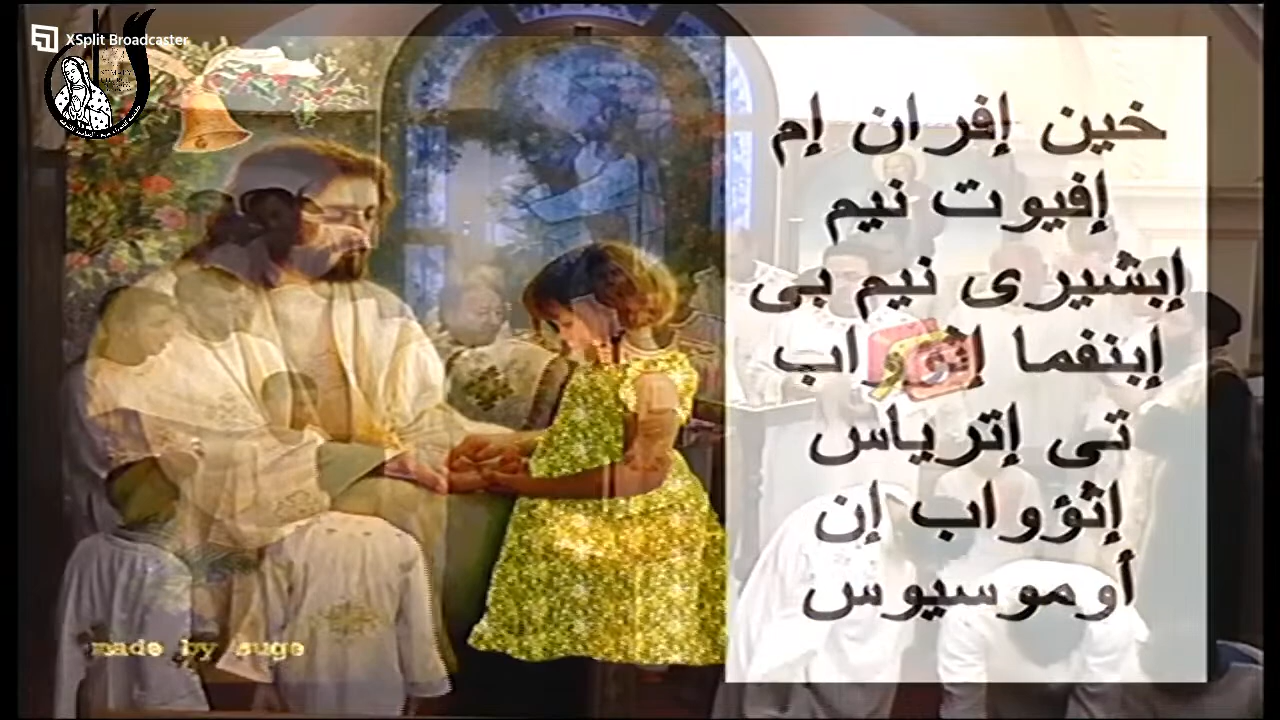 XSplit Broadcaster
خين إفران إم
إفيوت نيم
إبشيرى نيم بى
إبنفما
تى إترياس
إثؤواب إن
أوموسيوس
made by suge